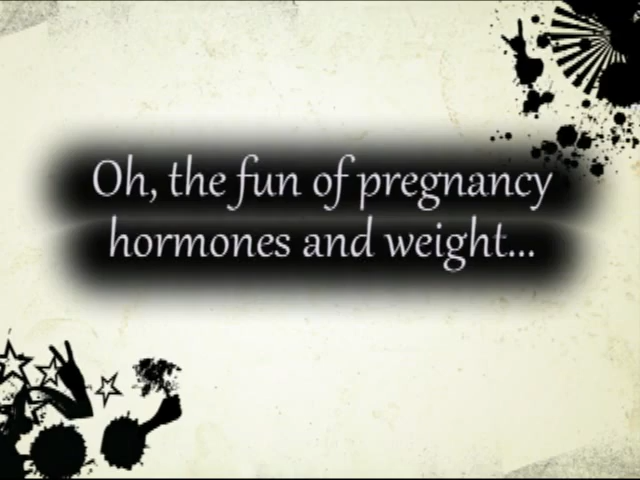 Oh, the fun of pregnancy
hormones and weight...